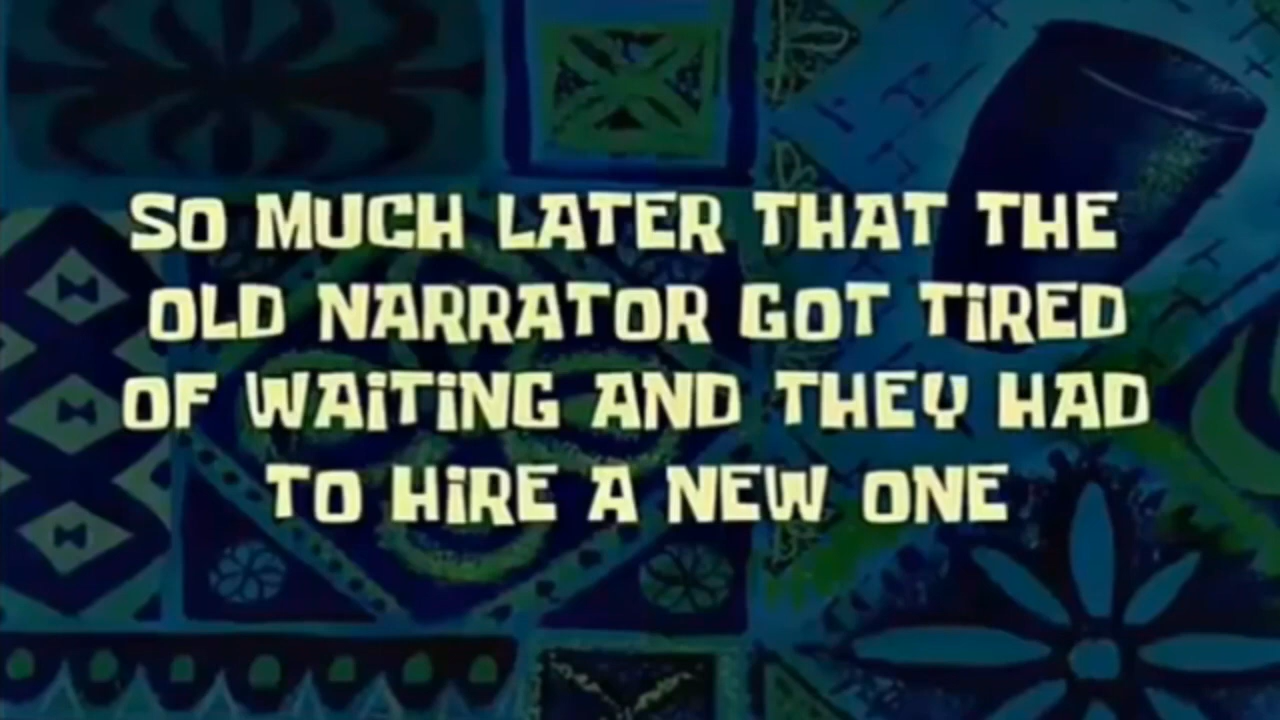 SO MUCH LATER THAT THE
OLD NARRATOR GOT TiRED
OF WAiTiNG AND THEY HAD
TO HiRE A NEW ONE